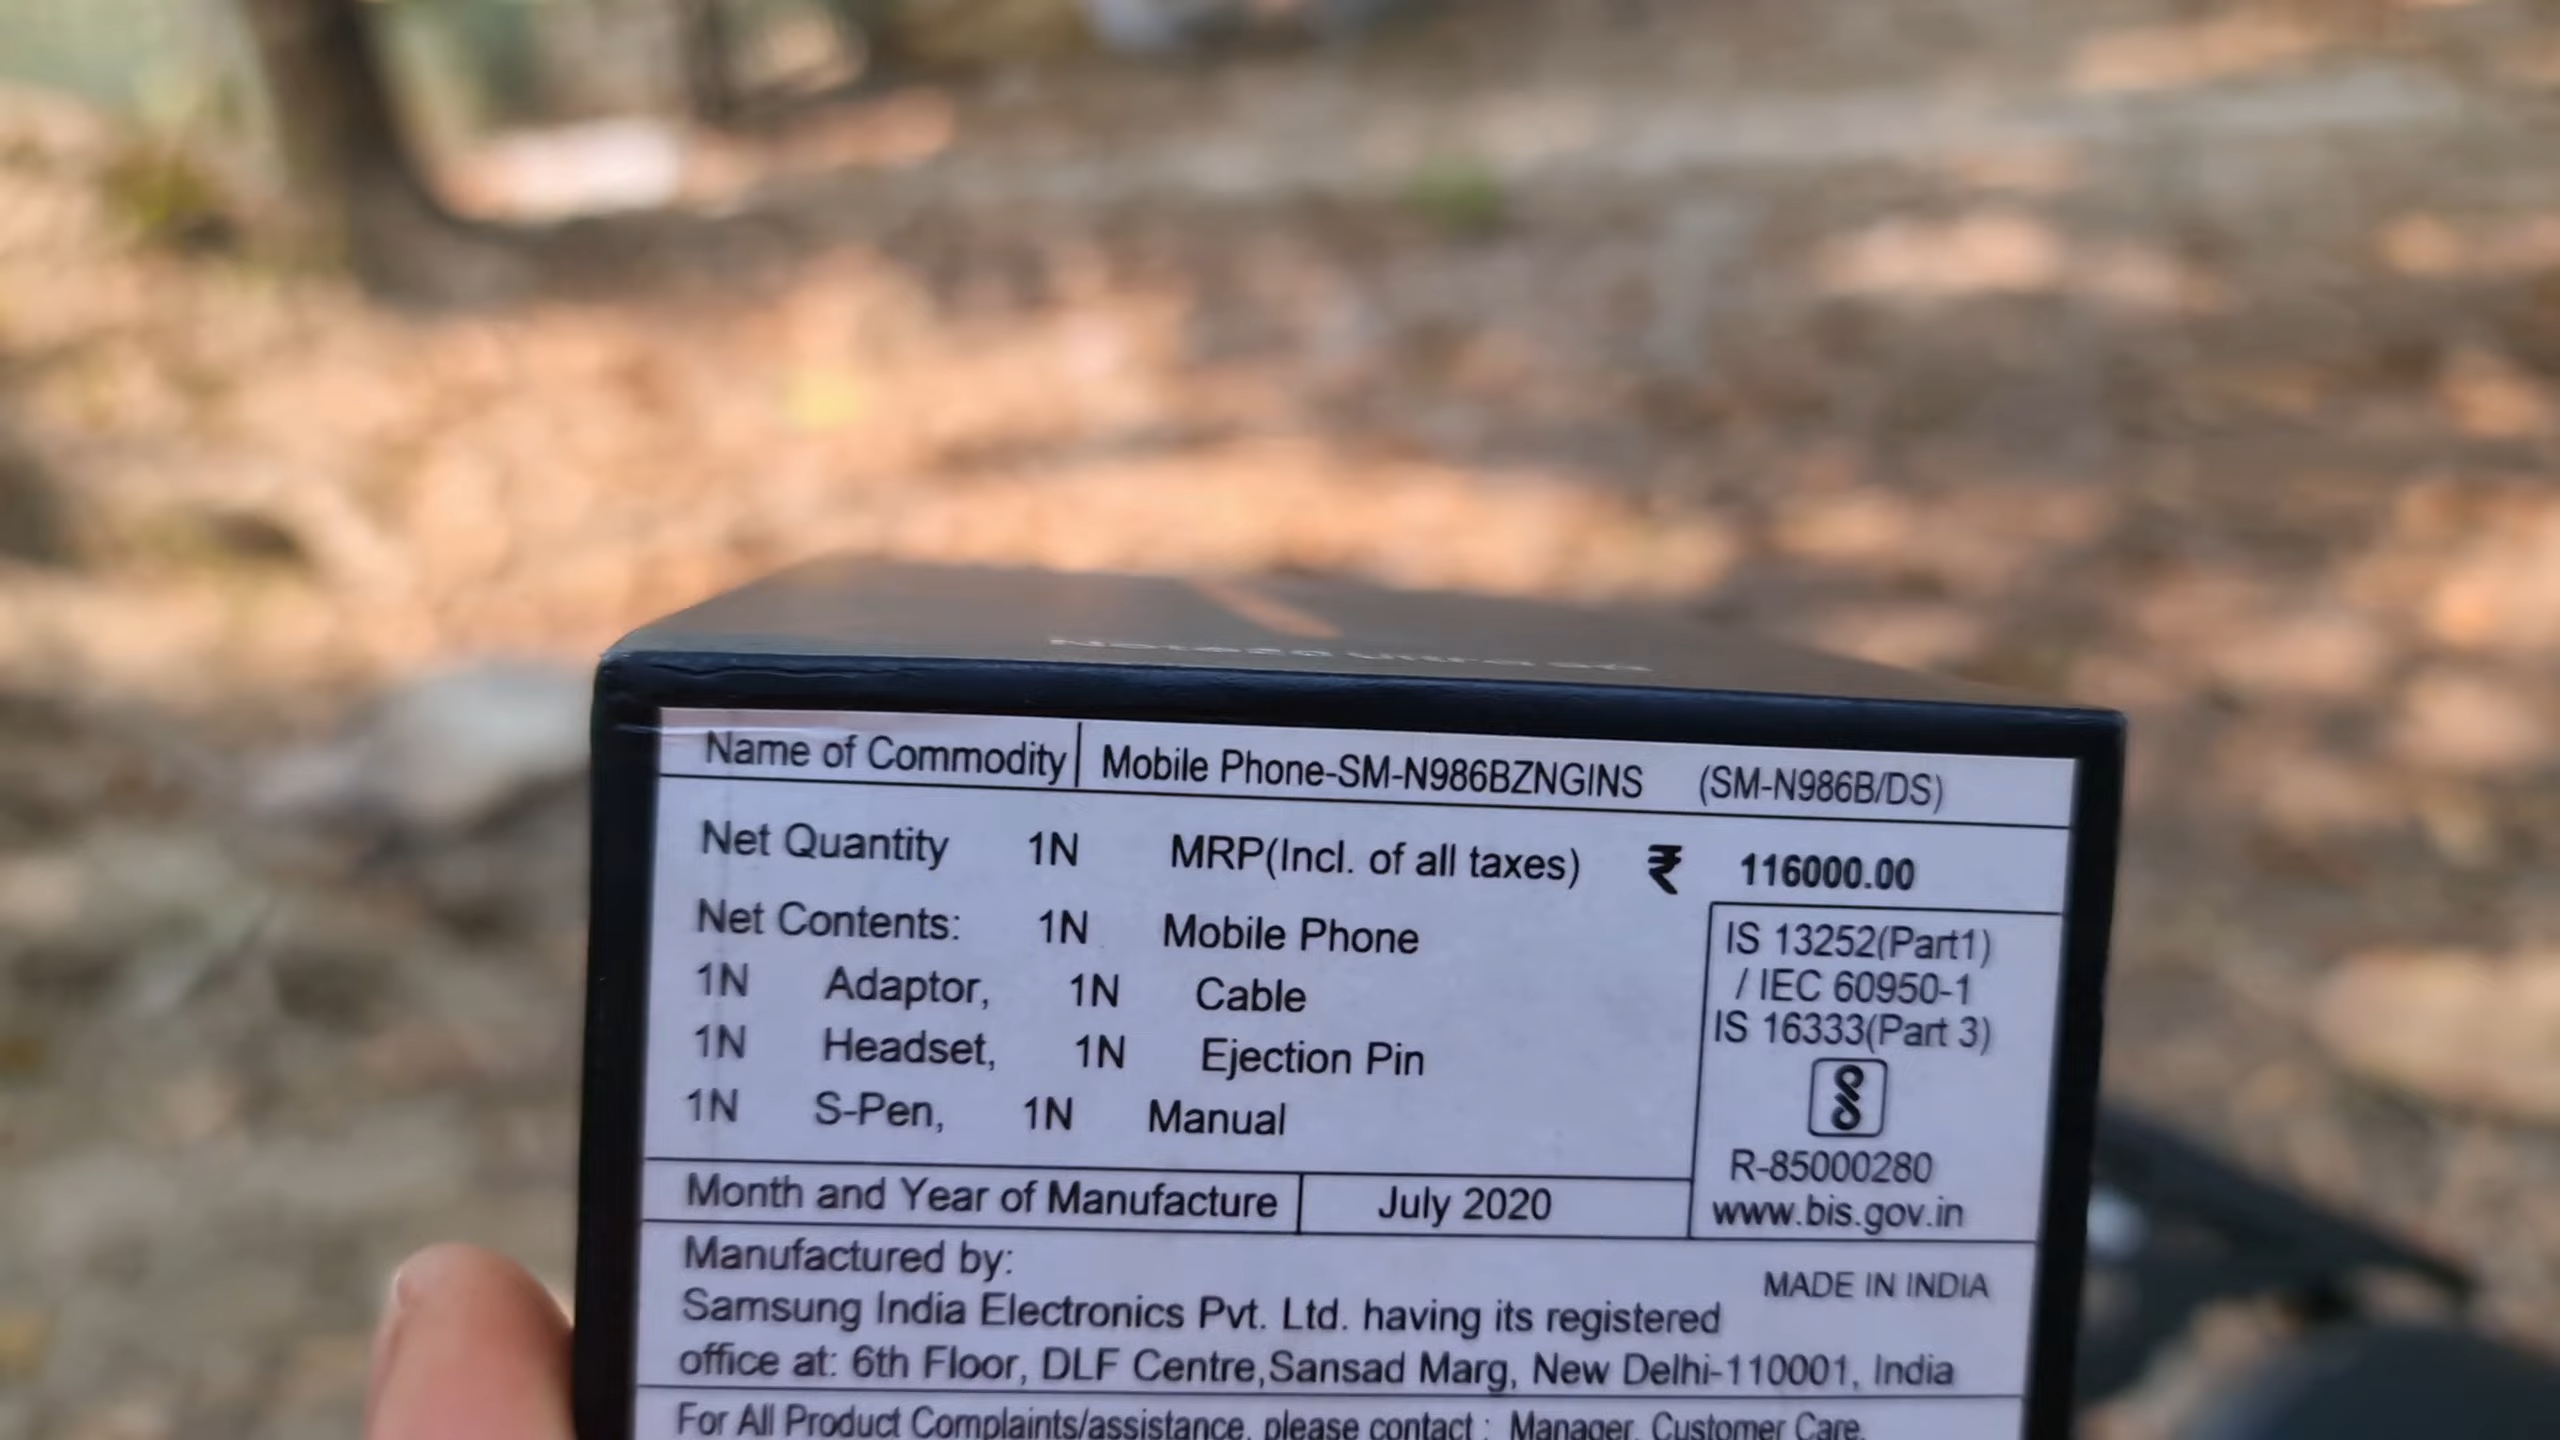 Note20 Ultra 5G
Name of Commodity Mobile Phone-SM-N986BZNGINS (SM-N986B/DS)
Net Quantity 1N MRP(Incl. of all taxes) ₹ 116000.00
Net Contents: 1N Mobile Phone
1N Adaptor, 1N Cable
1N Headset, 1N Ejection Pin
1N S-Pen, 1N Manual
IS 13252(Part1)
/ IEC 60950-1
IS 16333(Part 3)
R-85000280
www.bis.gov.in
Month and Year of Manufacture July 2020
Manufactured by:
MADE IN INDIA
Samsung India Electronics Pvt. Ltd. having its registered
office at: 6th Floor, DLF Centre,Sansad Marg, New Delhi-110001, India
For All Product Complaints/assistance, please contact : Manager, Customer Care,